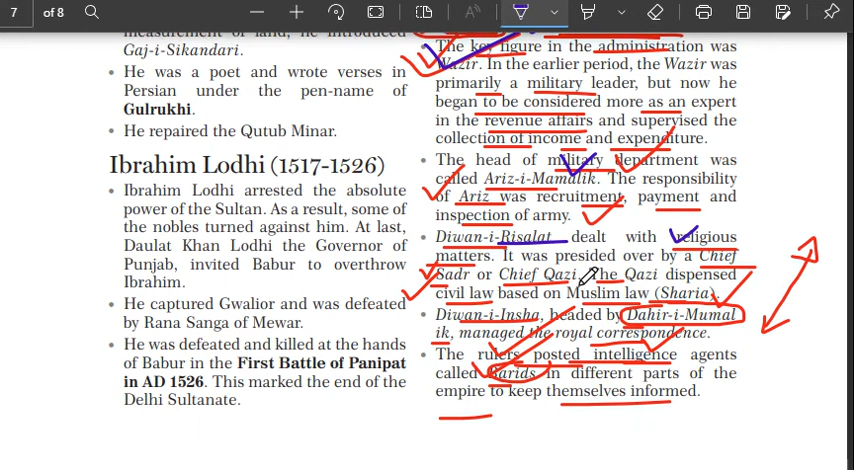 7
of 8
measurement of land, he introduced
Gaj-i-Sikandari.
• He was a poet and wrote verses in
Persian under the pen-name of
Gulrukhi.
• He repaired the Qutub Minar.
Ibrahim Lodhi (1517-1526)
• Ibrahim Lodhi arrested the absolute
power of the Sultan. As a result, some of
the nobles turned against him. At last,
Daulat Khan Lodhi the Governor of
Punjab, invited Babur to overthrow
Ibrahim.
• He captured Gwalior and was defeated
by Rana Sanga of Mewar.
• He was defeated and killed at the hands
of Babur in the First Battle of Panipat
in AD 1526. This marked the end of the
Delhi Sultanate.
• The key figure in the administration was
Wazir. In the earlier period, the Wazir was
primarily a military leader, but now he
began to be considered more as an expert
in the revenue affairs and supervised the
collection of income and expenditure.
• The head of military department was
called Ariz-i-Mamalik. The responsibility
of Ariz was recruitment, payment and
inspection of army.
• Diwan-i-Risalat dealt with religious
matters. It was presided over by a Chief
Sadr or Chief Qazi. The Qazi dispensed
civil law based on Muslim law (Sharia).
• Diwan-i-Insha, headed by Dahir-i-Mumal
ik, managed the royal correspondence.
• The rulers posted intelligence agents
called Barids in different parts of the
empire to keep themselves informed.